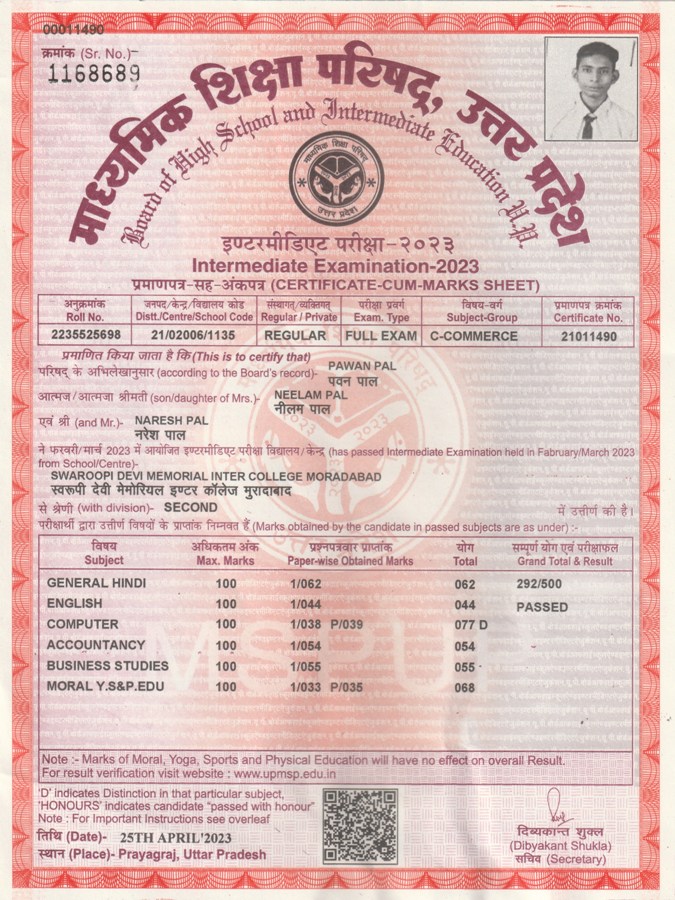 00011490
क्रमांक (Sr. No.)-
1168689
माध्यमिक शिक्षा परिषद्, उत्तर प्रदेश
Board of High School and Intermediate Education U.P.
माध्यमिक शिक्षा परिषद्
उत्तर प्रदेश
इण्टरमीडिएट परीक्षा-२०२३
Intermediate Examination-2023
प्रमाणपत्र-सह-अंकपत्र (CERTIFICATE-CUM-MARKS SHEET)
अनुक्रमांक जनपद/केन्द्र/विद्यालय कोड संस्थागत/व्यक्तिगत परीक्षा प्रवर्ग विषय-वर्ग प्रमाणपत्र क्रमांक
Roll No. Distt./Centre/School Code Regular / Private Exam. Type Subject-Group Certificate No.
2235525698 21/02006/1135 REGULAR FULL EXAM C-COMMERCE 21011490
प्रमाणित किया जाता है कि (This is to certify that)
परिषद् के अभिलेखानुसार (according to the Board's record)- PAWAN PAL
पवन पाल
आत्मज/आत्मजा श्रीमती (son/daughter of Mrs.)- NEELAM PAL
नीलम पाल
एवं श्री (and Mr.)- NARESH PAL
नरेश पाल
ने फरवरी/मार्च 2023 में आयोजित इण्टरमीडिएट परीक्षा विद्यालय/केन्द्र (has passed Intermediate Examination held in Fabruary/March 2023
from School/Centre)-
SWAROOPI DEVI MEMORIAL INTER COLLEGE MORADABAD
स्वरूपी देवी मेमोरियल इण्टर कॉलेज मुरादाबाद
से श्रेणी (with division)- SECOND में उत्तीर्ण की है।
परीक्षार्थी द्वारा उत्तीर्ण विषयों के प्राप्तांक निम्नवत हैं (Marks obtained by the candidate in passed subjects are as under) :-
विषय अधिकतम अंक प्रश्नपत्रवार प्राप्तांक योग सम्पूर्ण योग एवं परीक्षाफल
Subject Max. Marks Paper-wise Obtained Marks Total Grand Total & Result
GENERAL HINDI 100 1/062 062 292/500
ENGLISH 100 1/044 044 PASSED
COMPUTER 100 1/038 P/039 077 D
ACCOUNTANCY 100 1/054 054
BUSINESS STUDIES 100 1/055 055
MORAL Y.S&P.EDU 100 1/033 P/035 068
MSPUP
Note :- Marks of Moral, Yoga, Sports and Physical Education will have no effect on overall Result.
For result verification visit website : www.upmsp.edu.in
'D' indicates Distinction in that particular subject,
'HONOURS' indicates candidate "passed with honour"
Note : For Important Instructions see overleaf
तिथि (Date)- 25TH APRIL'2023
स्थान (Place)- Prayagraj, Uttar Pradesh
दिब्यकान्त शुक्ल
(Dibyakant Shukla)
सचिव (Secretary)